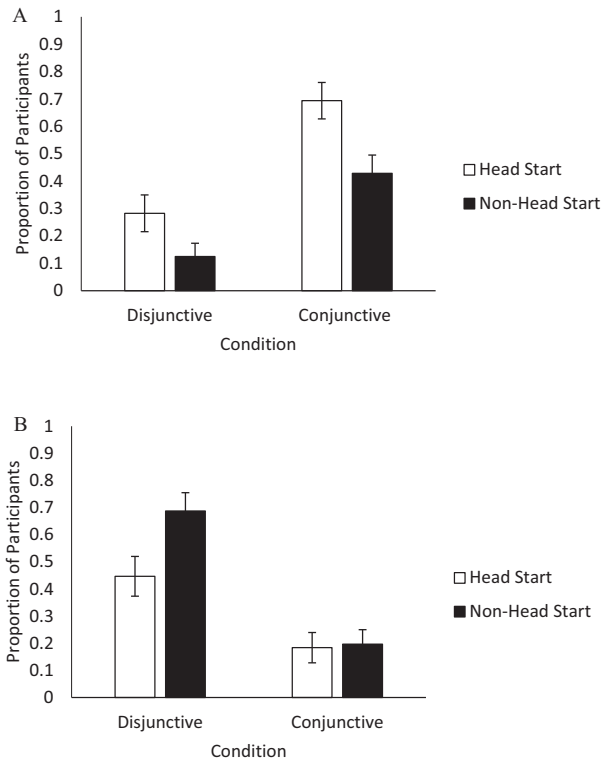 A
1
0.9
0.8
0.7
0.6
0.5
0.4
0.3
0.2
0.1
0
Proportion of Participants
Disjunctive Conjunctive
Condition
Head Start
Non-Head Start
B
1
0.9
0.8
0.7
0.6
0.5
0.4
0.3
0.2
0.1
0
Proportion of Participants
Disjunctive Conjunctive
Condition
Head Start
Non-Head Start